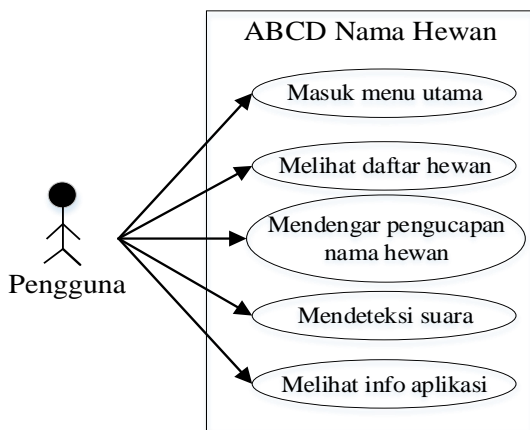 ABCD Nama Hewan
Masuk menu utama
Melihat daftar hewan
Mendengar pengucapan
nama hewan
Pengguna
Mendeteksi suara
Melihat info aplikasi